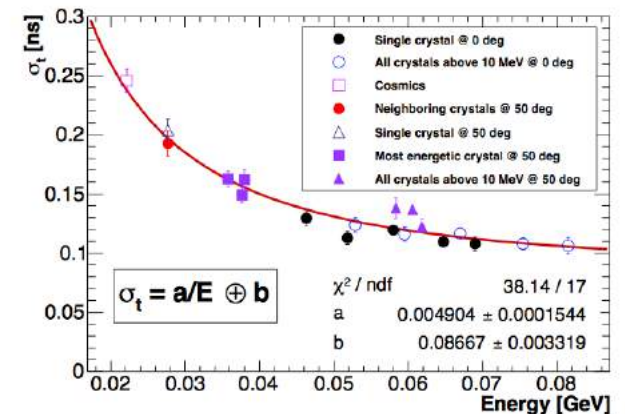 σt [ns]
0.3
0.25
0.2
0.15
0.1
0.05
0
Single crystal @ 0 deg
All crystals above 10 MeV @ 0 deg
Cosmics
Neighboring crystals @ 50 deg
Single crystal @ 50 deg
Most energetic crystal @ 50 deg
All crystals above 10 MeV @ 50 deg
σt = a/E ⊕ b
χ² / ndf 38.14 / 17
a 0.004904 ± 0.0001544
b 0.08667 ± 0.003319
0.02 0.03 0.04 0.05 0.06 0.07 0.08
Energy [GeV]